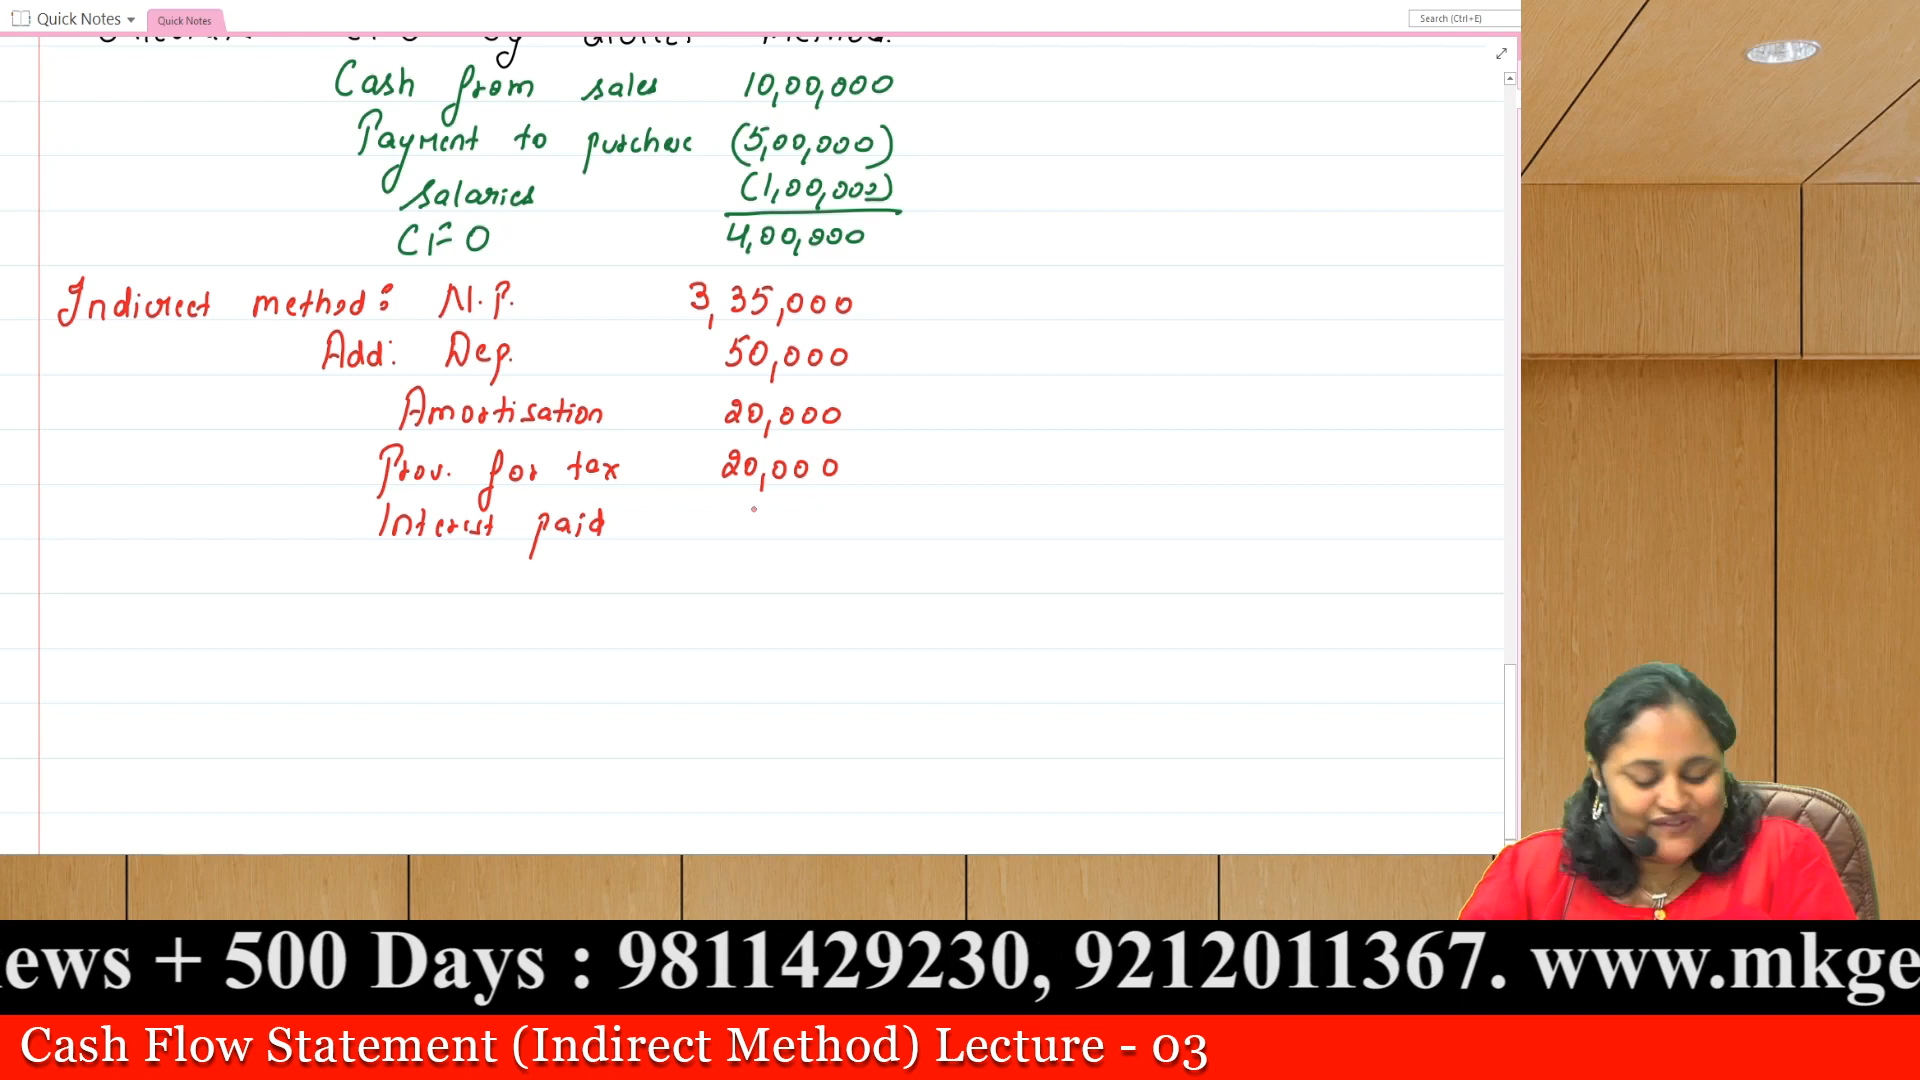 Quick Notes
Quick Notes
Search (Ctrl+E)
by direct method.
Cash from sales 10,00,000
Payment to purchase (5,00,000)
salaries (1,00,000)
CFO 4,00,000
Indirect method: N.P. 3,35,000
Add: Dep. 50,000
Amortisation 20,000
Prov. for tax 20,000
Interest paid
ews + 500 Days : 9811429230, 9212011367. www.mkge
Cash Flow Statement (Indirect Method) Lecture - 03